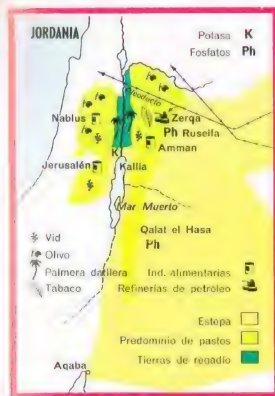 JORDANIA
Potasa K
Fosfatos Ph
Oleoducto
Nablus
Zerqa
Ph Ruseifa
Amman
K
Jerusalén
Kallia
Mar Muerto
Qalat el Hasa
Ph
Vid
Olivo
Palmera datilera
Tabaco
Ind. alimentarias
Refinerías de petróleo
Estepa
Predominio de pastos
Tierras de regadío
Aqaba